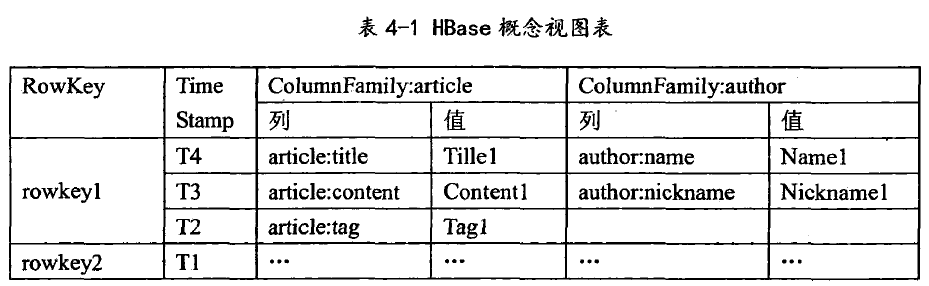 表 4-1 HBase 概念视图表
RowKey Time Stamp ColumnFamily:article ColumnFamily:author
列 值 列 值
rowkey1 T4 article:title Tille1 author:name Name1
T3 article:content Content1 author:nickname Nickname1
T2 article:tag Tag1
rowkey2 T1 ··· ··· ··· ···